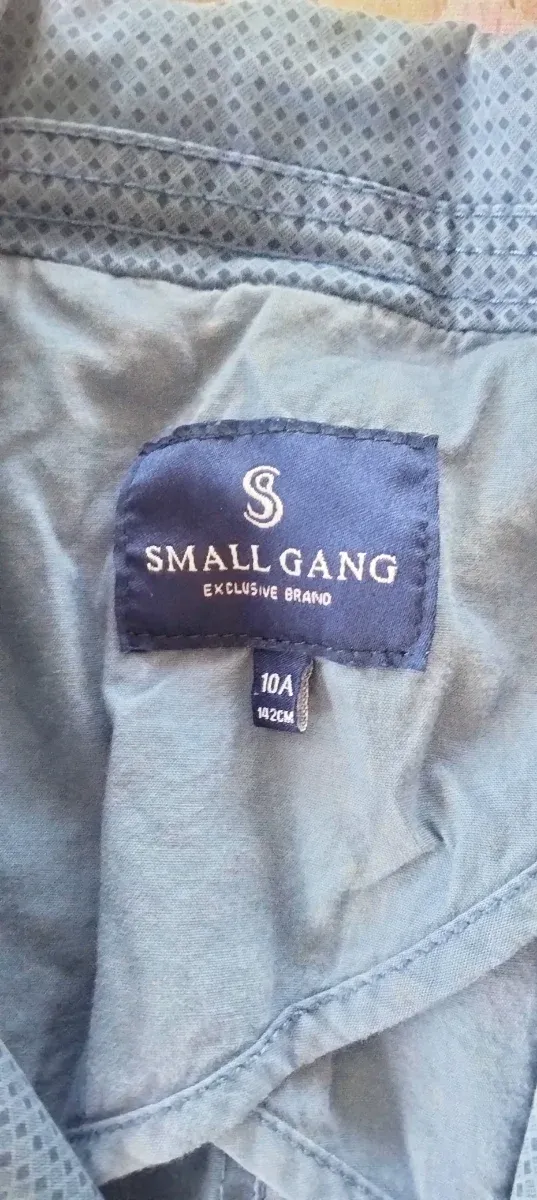 S
SMALL GANG
EXCLUSIVE BRAND
10A
142CM